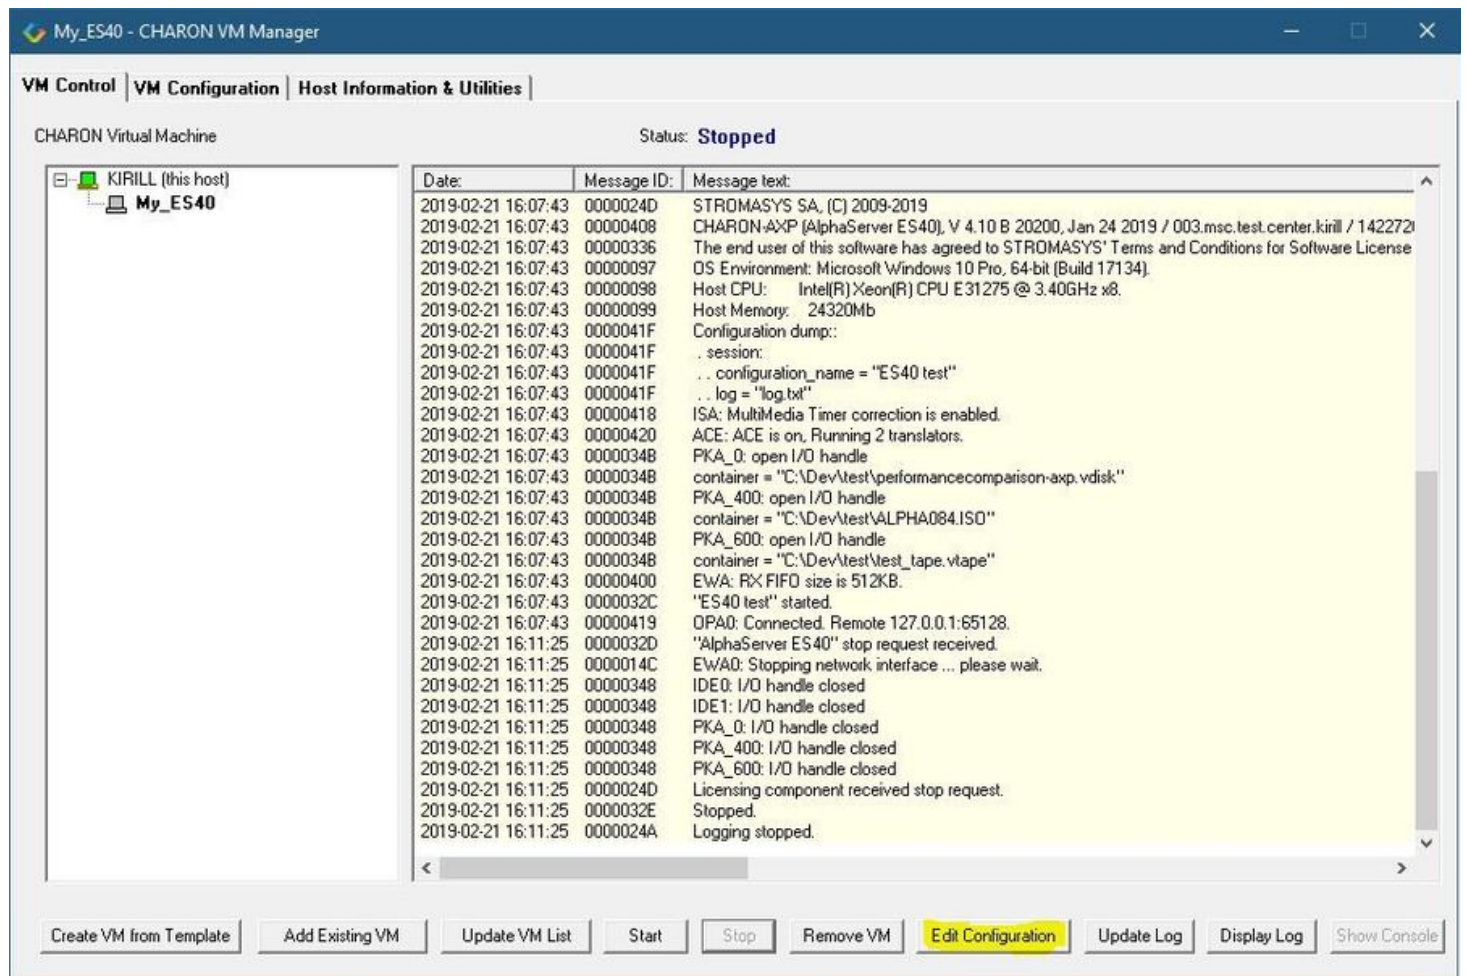 My_ES40 - CHARON VM Manager
VM Control VM Configuration Host Information & Utilities
CHARON Virtual Machine Status: Stopped
KIRILL (this host)
My_ES40
Date: Message ID: Message text:
2019-02-21 16:07:43 0000024D STROMASYS SA, (C) 2009-2019
2019-02-21 16:07:43 00000408 CHARON-AXP (AlphaServer ES40), V 4.10 B 20200, Jan 24 2019 / 003.msc.test.center.kirill / 1422720
2019-02-21 16:07:43 00000336 The end user of this software has agreed to STROMASYS' Terms and Conditions for Software License
2019-02-21 16:07:43 00000097 OS Environment: Microsoft Windows 10 Pro, 64-bit (Build 17134).
2019-02-21 16:07:43 00000098 Host CPU: Intel(R) Xeon(R) CPU E31275 @ 3.40GHz x8.
2019-02-21 16:07:43 00000099 Host Memory: 24320Mb
2019-02-21 16:07:43 0000041F Configuration dump::
2019-02-21 16:07:43 0000041F . session:
2019-02-21 16:07:43 0000041F . . configuration_name = "ES40 test"
2019-02-21 16:07:43 0000041F . . log = "log.txt"
2019-02-21 16:07:43 00000418 ISA: MultiMedia Timer correction is enabled.
2019-02-21 16:07:43 00000420 ACE: ACE is on, Running 2 translators.
2019-02-21 16:07:43 0000034B PKA_0: open I/O handle
2019-02-21 16:07:43 0000034B container = "C:\Dev\test\performancecomparison-axp.vdisk"
2019-02-21 16:07:43 0000034B PKA_400: open I/O handle
2019-02-21 16:07:43 0000034B container = "C:\Dev\test\ALPHA084.ISO"
2019-02-21 16:07:43 0000034B PKA_600: open I/O handle
2019-02-21 16:07:43 0000034B container = "C:\Dev\test\test_tape.vtape"
2019-02-21 16:07:43 00000400 EWA: RX FIFO size is 512KB.
2019-02-21 16:07:43 0000032C "ES40 test" started.
2019-02-21 16:07:43 00000419 OPA0: Connected. Remote 127.0.0.1:65128.
2019-02-21 16:11:25 0000032D "AlphaServer ES40" stop request received.
2019-02-21 16:11:25 0000014C EWA0: Stopping network interface ... please wait.
2019-02-21 16:11:25 00000348 IDE0: I/O handle closed
2019-02-21 16:11:25 00000348 IDE1: I/O handle closed
2019-02-21 16:11:25 00000348 PKA_0: I/O handle closed
2019-02-21 16:11:25 00000348 PKA_400: I/O handle closed
2019-02-21 16:11:25 00000348 PKA_600: I/O handle closed
2019-02-21 16:11:25 0000024D Licensing component received stop request.
2019-02-21 16:11:25 0000032E Stopped.
2019-02-21 16:11:25 0000024A Logging stopped.
Create VM from Template Add Existing VM Update VM List Start Stop Remove VM Edit Configuration Update Log Display Log Show Console